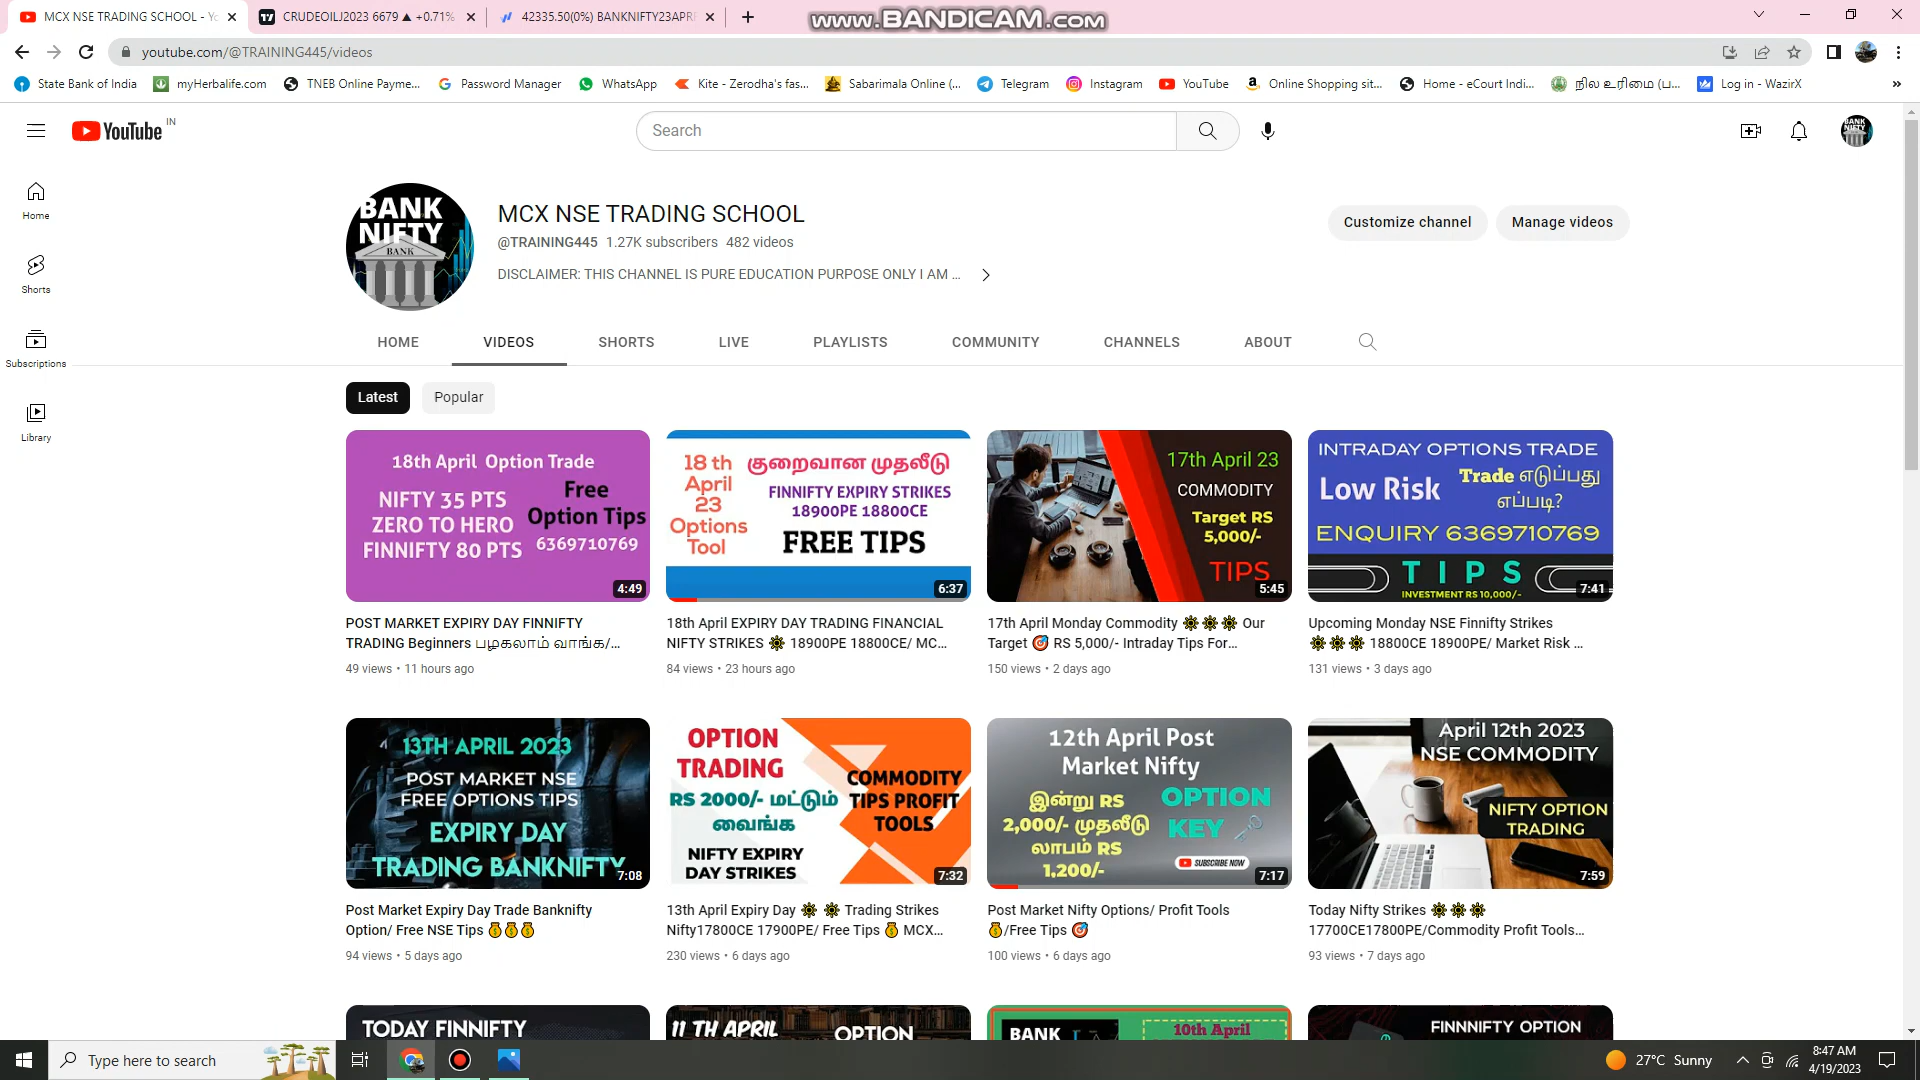 MCX NSE TRADING SCHOOL - Yo
CRUDEOILJ2023 6679 ▲ +0.71%
42335.50(0%) BANKNIFTY23APR
www.BANDICAM.com
youtube.com/@TRAINING445/videos
State Bank of India
myHerbalife.com
TNEB Online Payme...
Password Manager
WhatsApp
Kite - Zerodha's fas...
Sabarimala Online (...
Telegram
Instagram
YouTube
Online Shopping sit...
Home - eCourt Indi...
நில உரிமை (ப...
Log in - WazirX
YouTube IN
Search
Home
Shorts
Subscriptions
Library
BANK
NIFTY
BANK
MCX NSE TRADING SCHOOL
@TRAINING445 1.27K subscribers 482 videos
DISCLAIMER: THIS CHANNEL IS PURE EDUCATION PURPOSE ONLY I AM ...
Customize channel
Manage videos
HOME
VIDEOS
SHORTS
LIVE
PLAYLISTS
COMMUNITY
CHANNELS
ABOUT
Latest
Popular
18th April Option Trade
NIFTY 35 PTS
ZERO TO HERO
FINNIFTY 80 PTS
Free
Option Tips
6369710769
4:49
POST MARKET EXPIRY DAY FINNIFTY
TRADING Beginners பழகலாம் வாங்க/...
49 views • 11 hours ago
18 th
April
23
Options
Tool
குறைவான முதலீடு
FINNIFTY EXPIRY STRIKES
18900PE 18800CE
FREE TIPS
6:37
18th April EXPIRY DAY TRADING FINANCIAL
NIFTY STRIKES 18900PE 18800CE/ MC...
84 views • 23 hours ago
17th April 23
COMMODITY
Target RS
5,000/-
TIPS
5:45
17th April Monday Commodity Our
Target 🎯 RS 5,000/- Intraday Tips For...
150 views • 2 days ago
INTRADAY OPTIONS TRADE
Low Risk
Trade எடுப்பது
எப்படி?
ENQUIRY 6369710769
TIPS
INVESTMENT RS 10,000/-
7:41
Upcoming Monday NSE Finnifty Strikes
18800CE 18900PE/ Market Risk ...
131 views • 3 days ago
13TH APRIL 2023
POST MARKET NSE
FREE OPTIONS TIPS
EXPIRY DAY
TRADING BANKNIFTY
7:08
Post Market Expiry Day Trade Banknifty
Option/ Free NSE Tips 💰💰💰
94 views • 5 days ago
OPTION
TRADING
RS 2000/- மட்டும்
வைங்க
NIFTY EXPIRY
DAY STRIKES
COMMODITY
TIPS PROFIT
TOOLS
7:32
13th April Expiry Day Trading Strikes
Nifty17800CE 17900PE/ Free Tips 💰 MCX...
230 views • 6 days ago
12th April Post
Market Nifty
இன்று RS
2,000/- முதலீடு
லாபம் RS
1,200/-
OPTION
KEY
SUBSCRIBE NOW
7:17
Post Market Nifty Options/ Profit Tools
💰/Free Tips 🎯
100 views • 6 days ago
April 12th 2023
NSE COMMODITY
NIFTY OPTION
TRADING
7:59
Today Nifty Strikes
17700CE17800PE/Commodity Profit Tools...
93 views • 7 days ago
TODAY FINNIFTY
11 TH APRIL
OPTION
BANK
10th April
FINNNIFTY OPTION
Type here to search
27°C Sunny
8:47 AM
4/19/2023